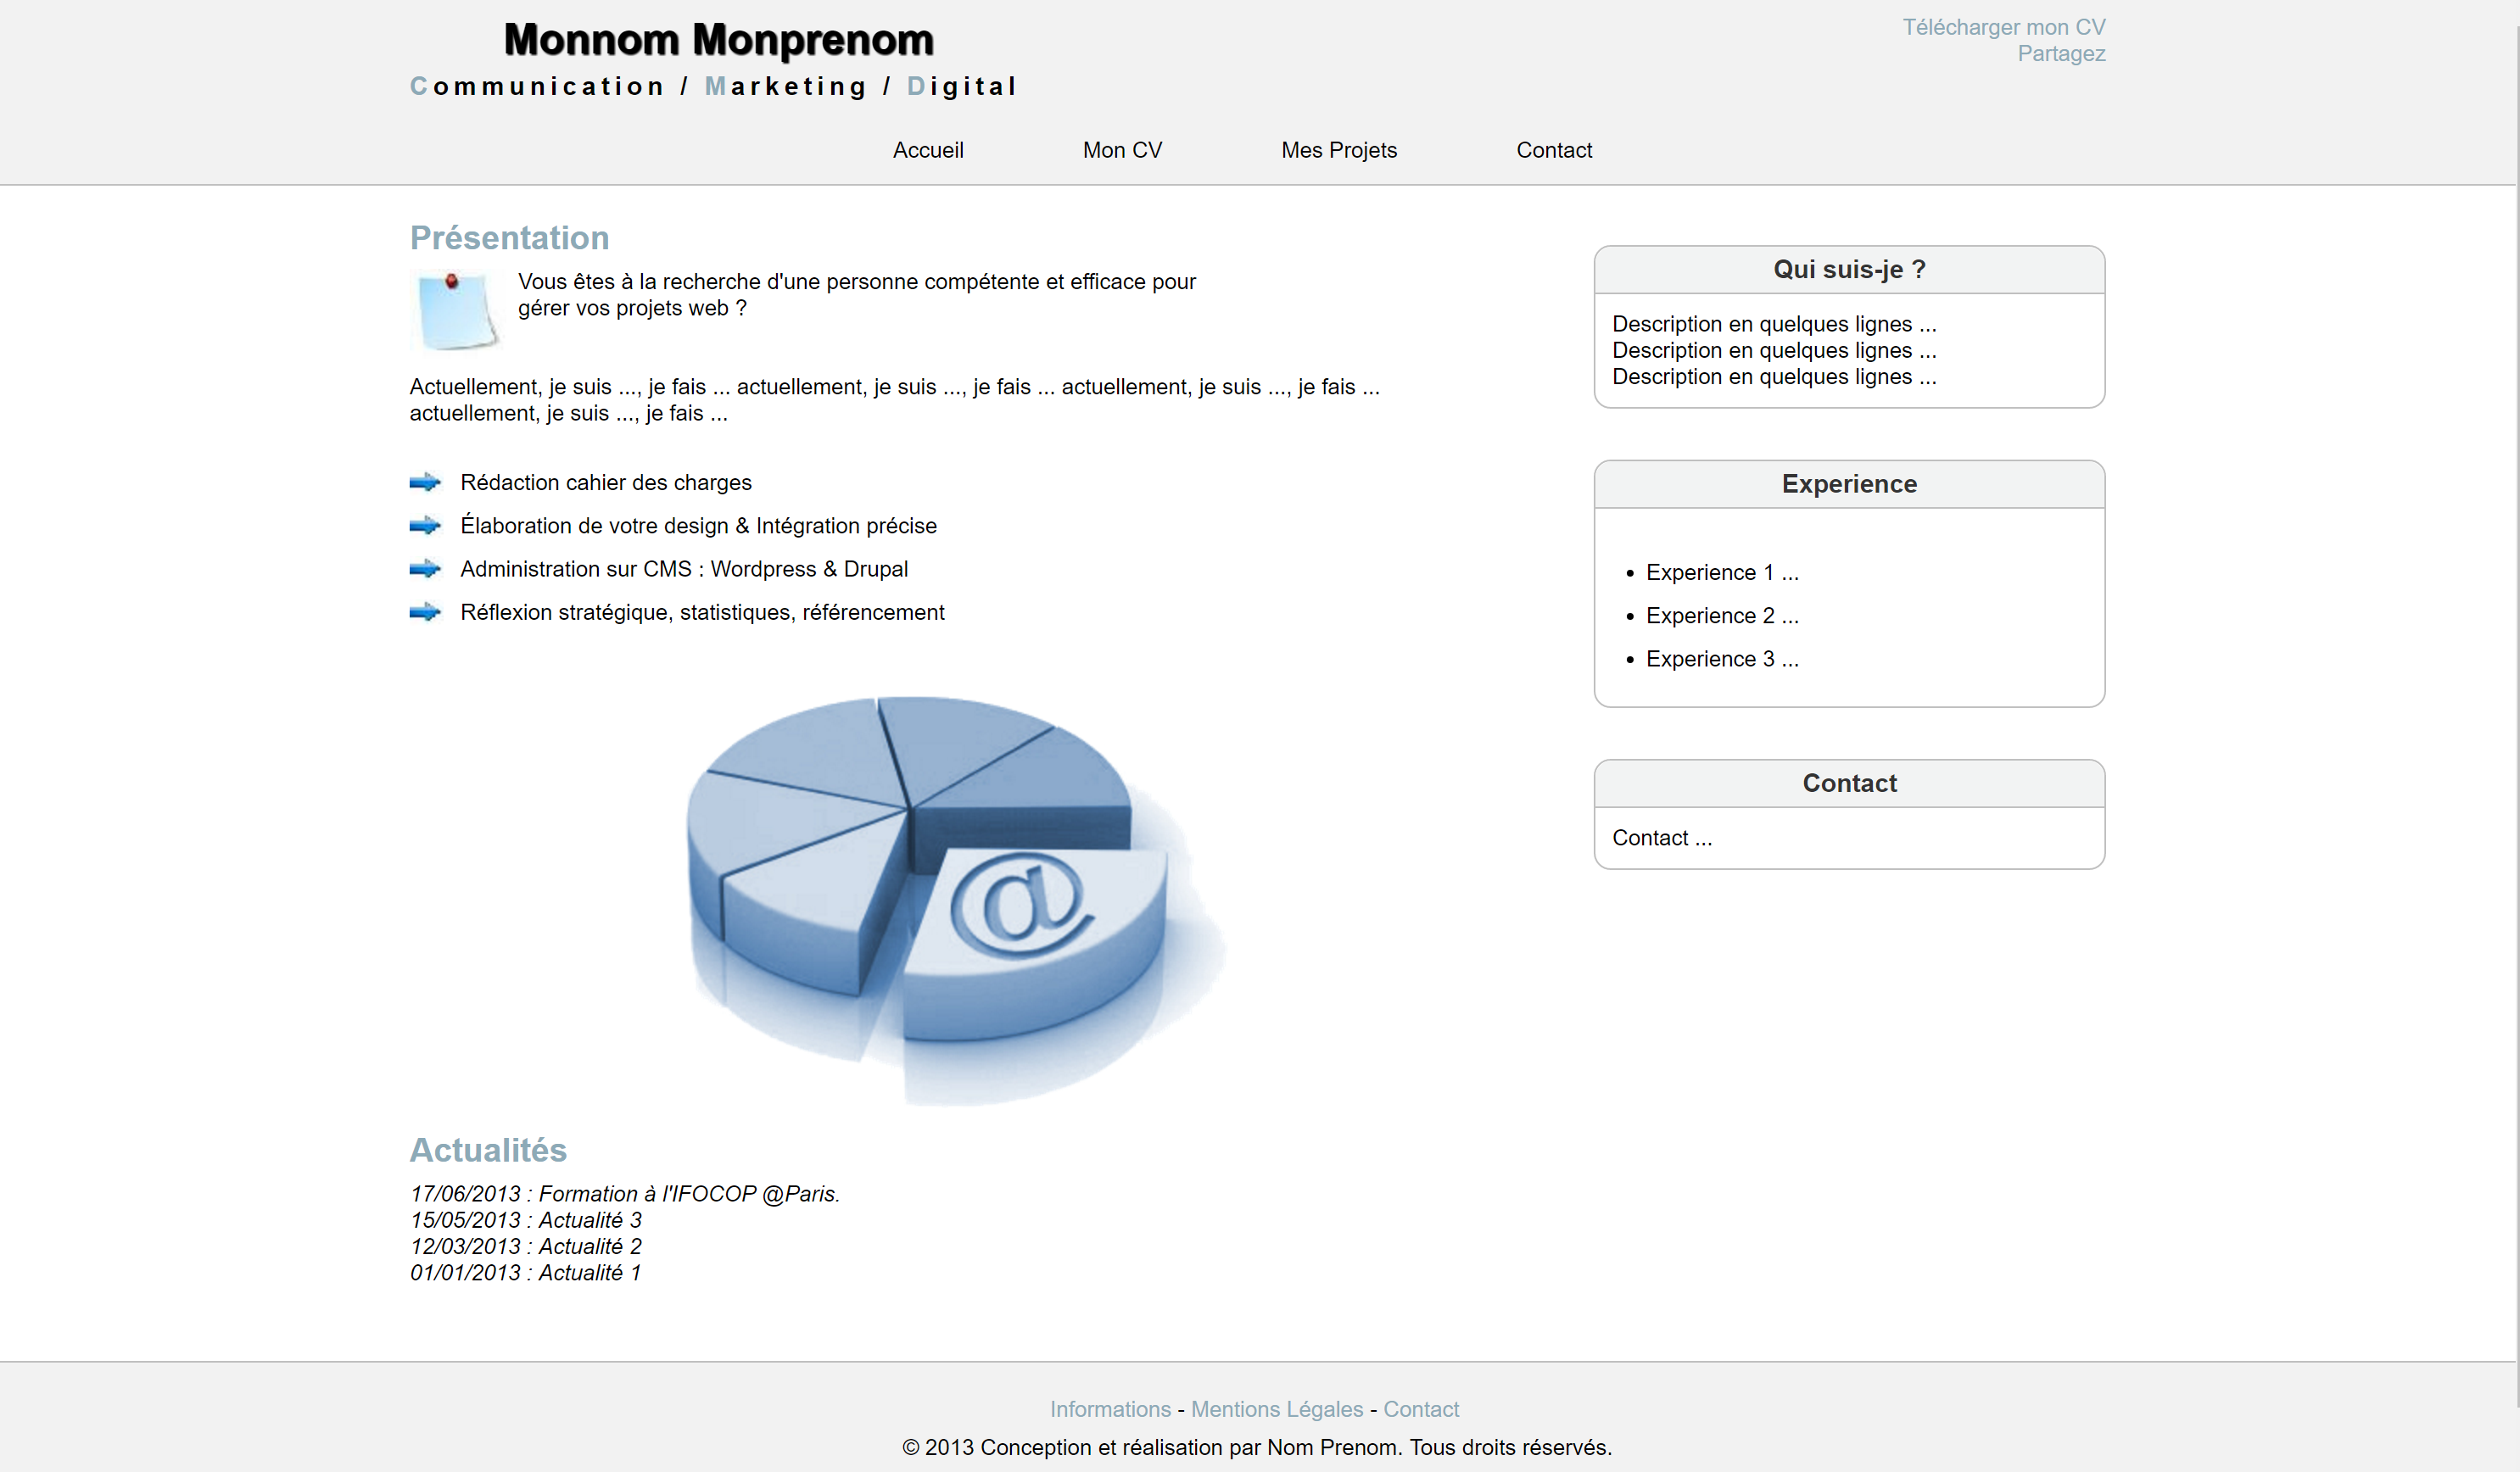 Monnom Monprenom
Communication / Marketing / Digital
Télécharger mon CV
Partagez
Accueil
Mon CV
Mes Projets
Contact
Présentation
Vous êtes à la recherche d'une personne compétente et efficace pour
gérer vos projets web ?
Actuellement, je suis ..., je fais ... actuellement, je suis ..., je fais ... actuellement, je suis ..., je fais ...
actuellement, je suis ..., je fais ...
Rédaction cahier des charges
Élaboration de votre design & Intégration précise
Administration sur CMS : Wordpress & Drupal
Réflexion stratégique, statistiques, référencement
@
Actualités
17/06/2013 : Formation à l'IFOCOP @Paris.
15/05/2013 : Actualité 3
12/03/2013 : Actualité 2
01/01/2013 : Actualité 1
Qui suis-je ?
Description en quelques lignes ...
Description en quelques lignes ...
Description en quelques lignes ...
Experience
Experience 1 ...
Experience 2 ...
Experience 3 ...
Contact
Contact ...
Informations - Mentions Légales - Contact
© 2013 Conception et réalisation par Nom Prenom. Tous droits réservés.